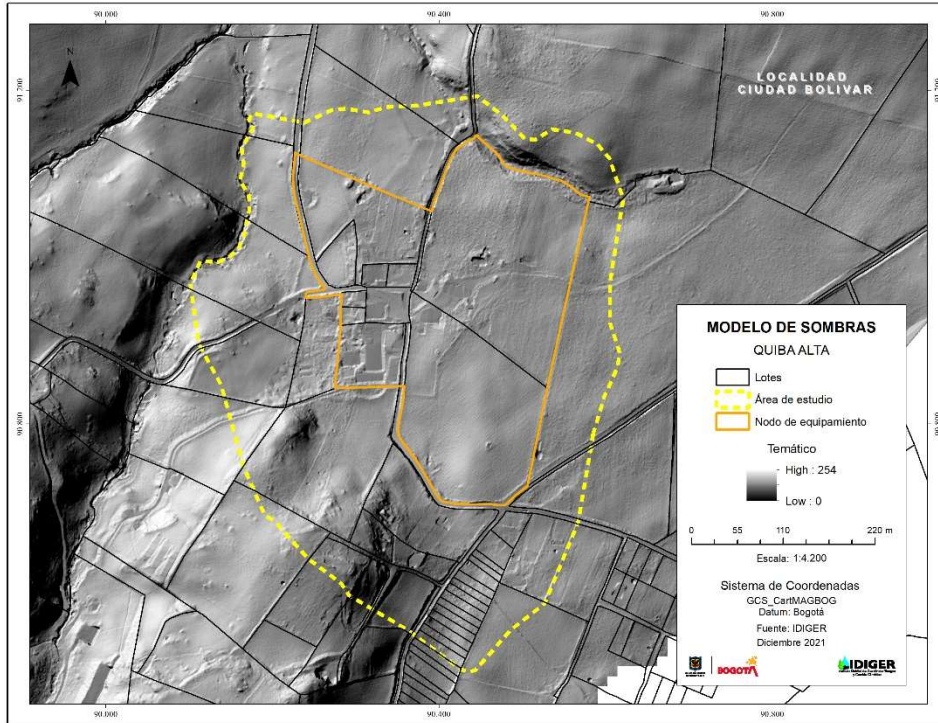 90.000 90.400 90.800
N
LOCALIDAD
CIUDAD BOLIVAR
91.200
90.800
MODELO DE SOMBRAS
QUIBA ALTA
Lotes
Área de estudio
Nodo de equipamiento
Temático
High : 254
Low : 0
0 55 110 220 m
Escala: 1:4.200
Sistema de Coordenadas
GCS_CartMAGBOG
Datum: Bogotá
Fuente: IDIGER
Diciembre 2021
BOGOTÁ
IDIGER
90.000 90.400 90.800